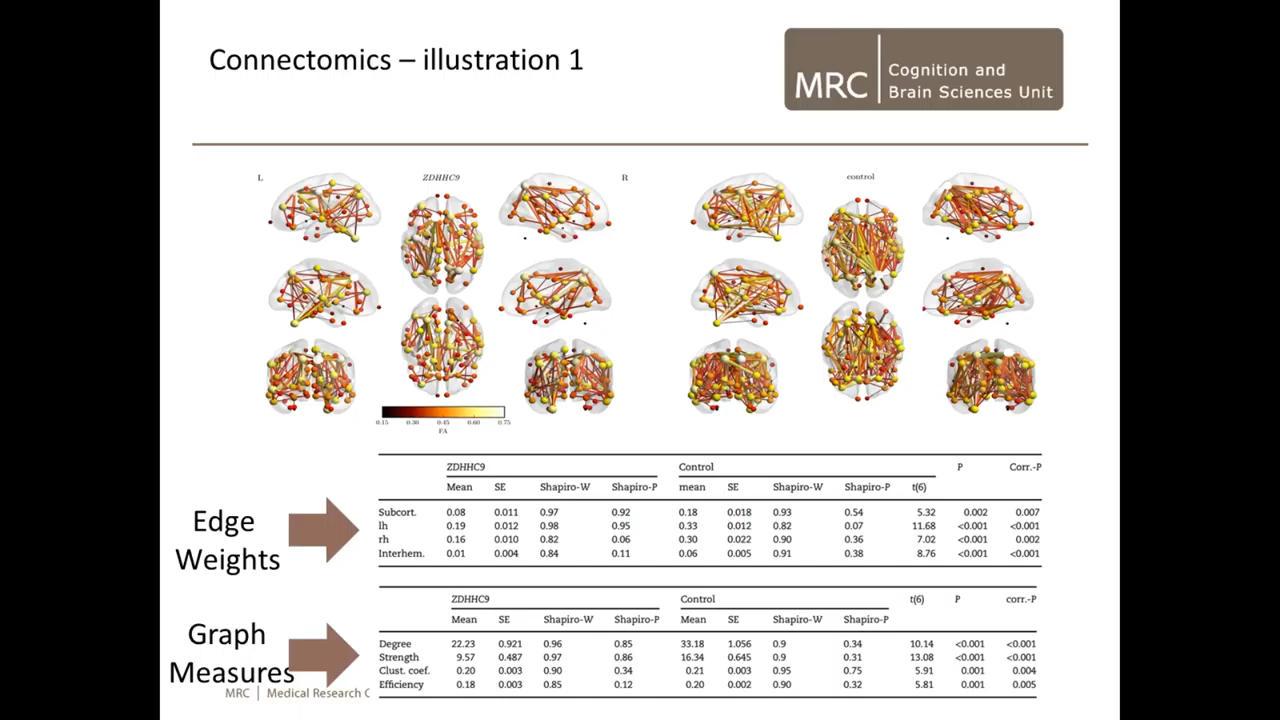 Connectomics – illustration 1
MRC
Cognition and
Brain Sciences Unit
L
ZDHHC9
R
control
0.15 0.30 0.45 0.60 0.75
FA
Edge
Weights
ZDHHC9 Control P Corr.-P
Mean SE Shapiro-W Shapiro-P mean SE Shapiro-W Shapiro-P t(6)
Subcort. 0.08 0.011 0.97 0.92 0.18 0.018 0.93 0.54 5.32 0.002 0.007
lh 0.19 0.012 0.98 0.95 0.33 0.012 0.82 0.07 11.68 <0.001 <0.001
rh 0.16 0.010 0.82 0.06 0.30 0.022 0.90 0.36 7.02 <0.001 0.002
Interhem. 0.01 0.004 0.84 0.11 0.06 0.005 0.91 0.38 8.76 <0.001 <0.001
Graph
Measures
ZDHHC9 Control t(6) P corr.-P
Mean SE Shapiro-W Shapiro-P Mean SE Shapiro-W Shapiro-P
Degree 22.23 0.921 0.96 0.85 33.18 1.056 0.9 0.34 10.14 <0.001 <0.001
Strength 9.57 0.487 0.97 0.86 16.34 0.645 0.9 0.31 13.08 <0.001 <0.001
Clust. coef. 0.20 0.003 0.90 0.34 0.21 0.003 0.95 0.75 5.91 0.001 0.004
Efficiency 0.18 0.003 0.85 0.12 0.20 0.002 0.90 0.32 5.81 0.001 0.005
MRC | Medical Research C